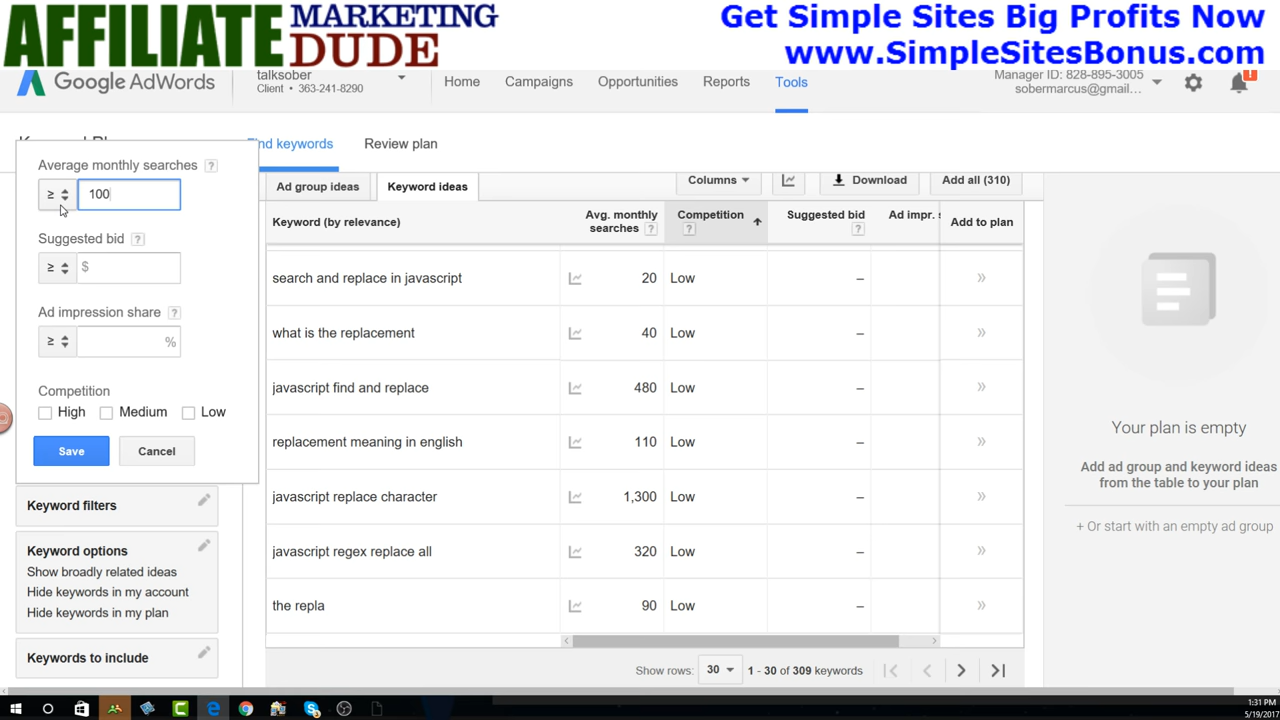 AFFILIATE MARKETING DUDE
Get Simple Sites Big Profits Now
www.SimpleSitesBonus.com
Google AdWords
talksober
Client • 363-241-8290
Home
Campaigns
Opportunities
Reports
Tools
Manager ID: 828-895-3005
sobermarcus@gmail...
Find keywords
Review plan
Average monthly searches ?
≥ 100
Suggested bid ?
≥ $
Ad impression share ?
≥ %
Competition
High Medium Low
Save Cancel
Keyword filters
Keyword options
Show broadly related ideas
Hide keywords in my account
Hide keywords in my plan
Keywords to include
Ad group ideas
Keyword ideas
Columns
Download
Add all (310)
Keyword (by relevance)
Avg. monthly searches ?
Competition ?
Suggested bid ?
Ad impr.
Add to plan
search and replace in javascript 20 Low – »
what is the replacement 40 Low – »
javascript find and replace 480 Low – »
replacement meaning in english 110 Low – »
javascript replace character 1,300 Low – »
javascript regex replace all 320 Low – »
the repla 90 Low – »
Show rows: 30 1 - 30 of 309 keywords
Your plan is empty
Add ad group and keyword ideas
from the table to your plan
+ Or start with an empty ad group
1:31 PM
5/19/2017